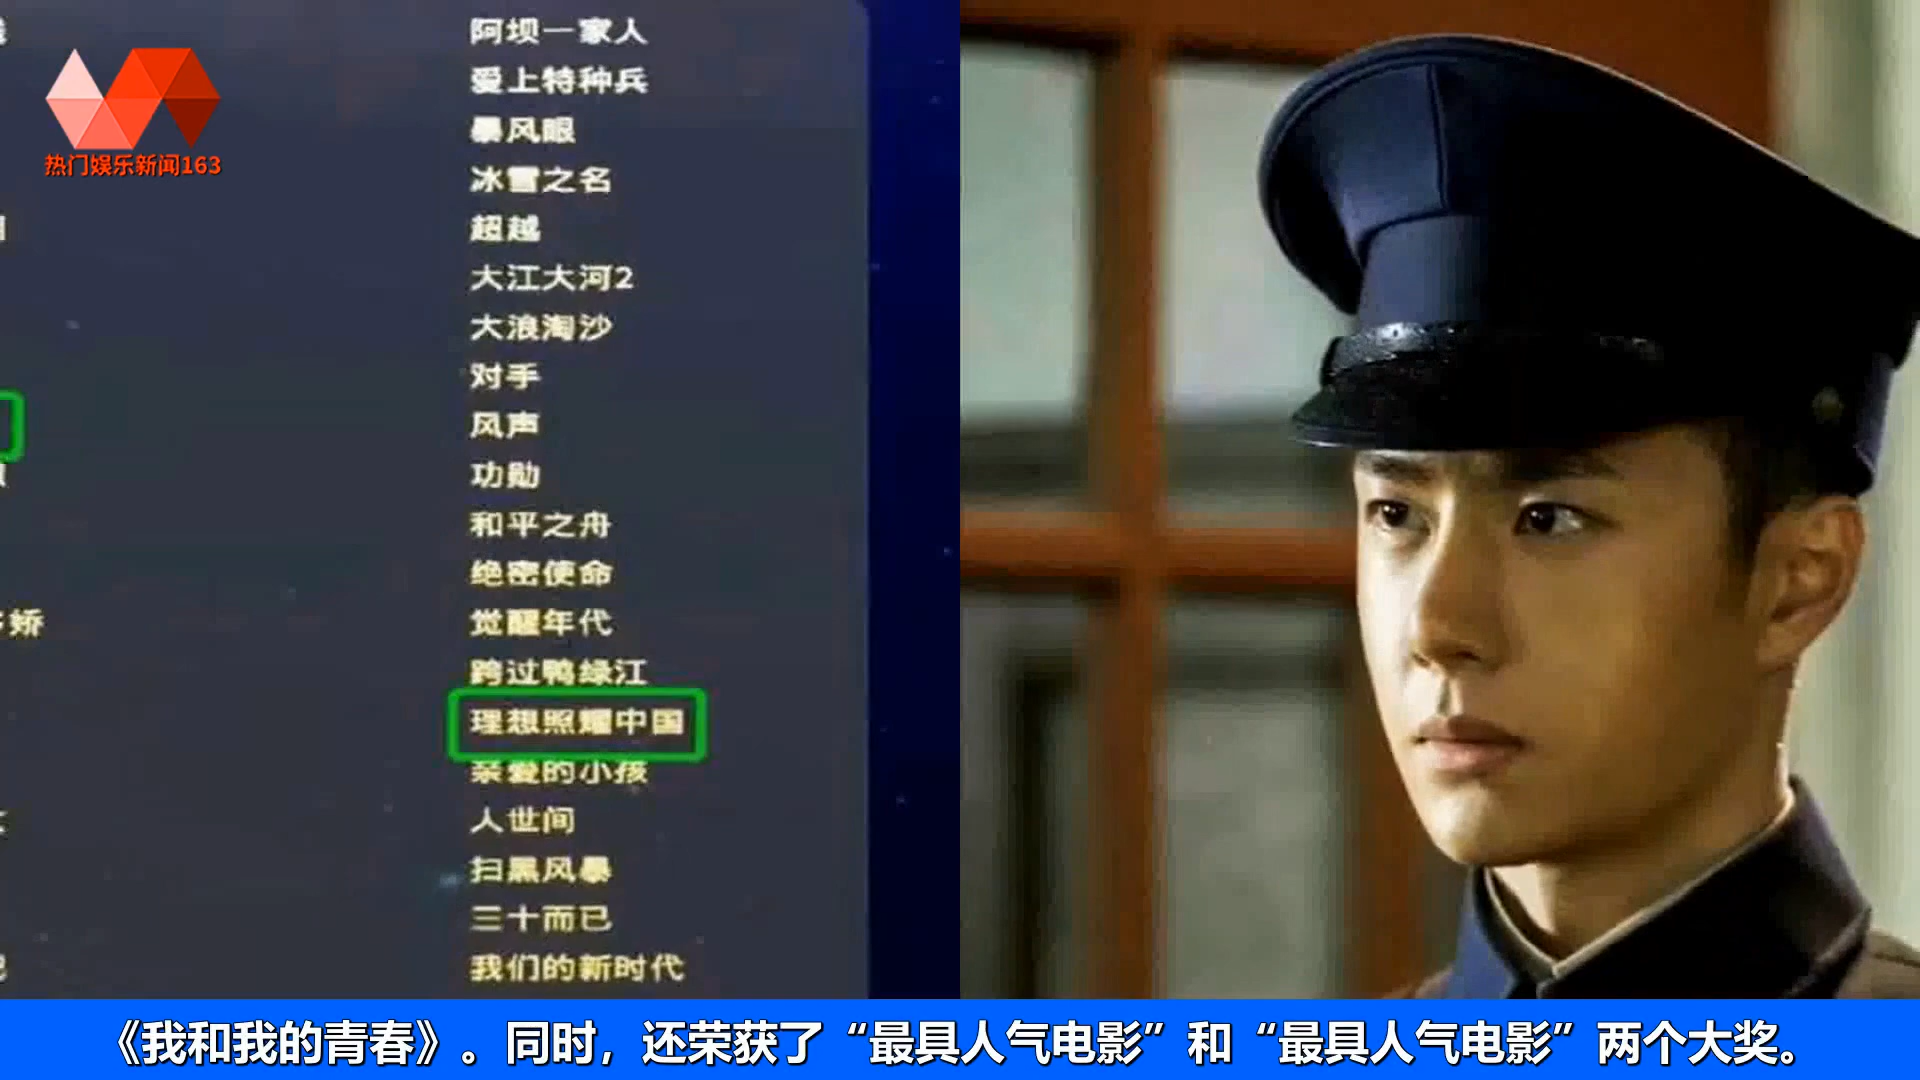 阿坝一家人
爱上特种兵
暴风眼
热门娱乐新闻163
冰雪之名
超越
大江大河2
大浪淘沙
对手
风声
功勋
和平之舟
绝密使命
觉醒年代
娇
跨过鸭绿江
理想照耀中国
亲爱的小孩
人世间
扫黑风暴
三十而已
我们的新时代
《我和我的青春》。同时，还荣获了“最具人气电影”和“最具人气电影”两个大奖。